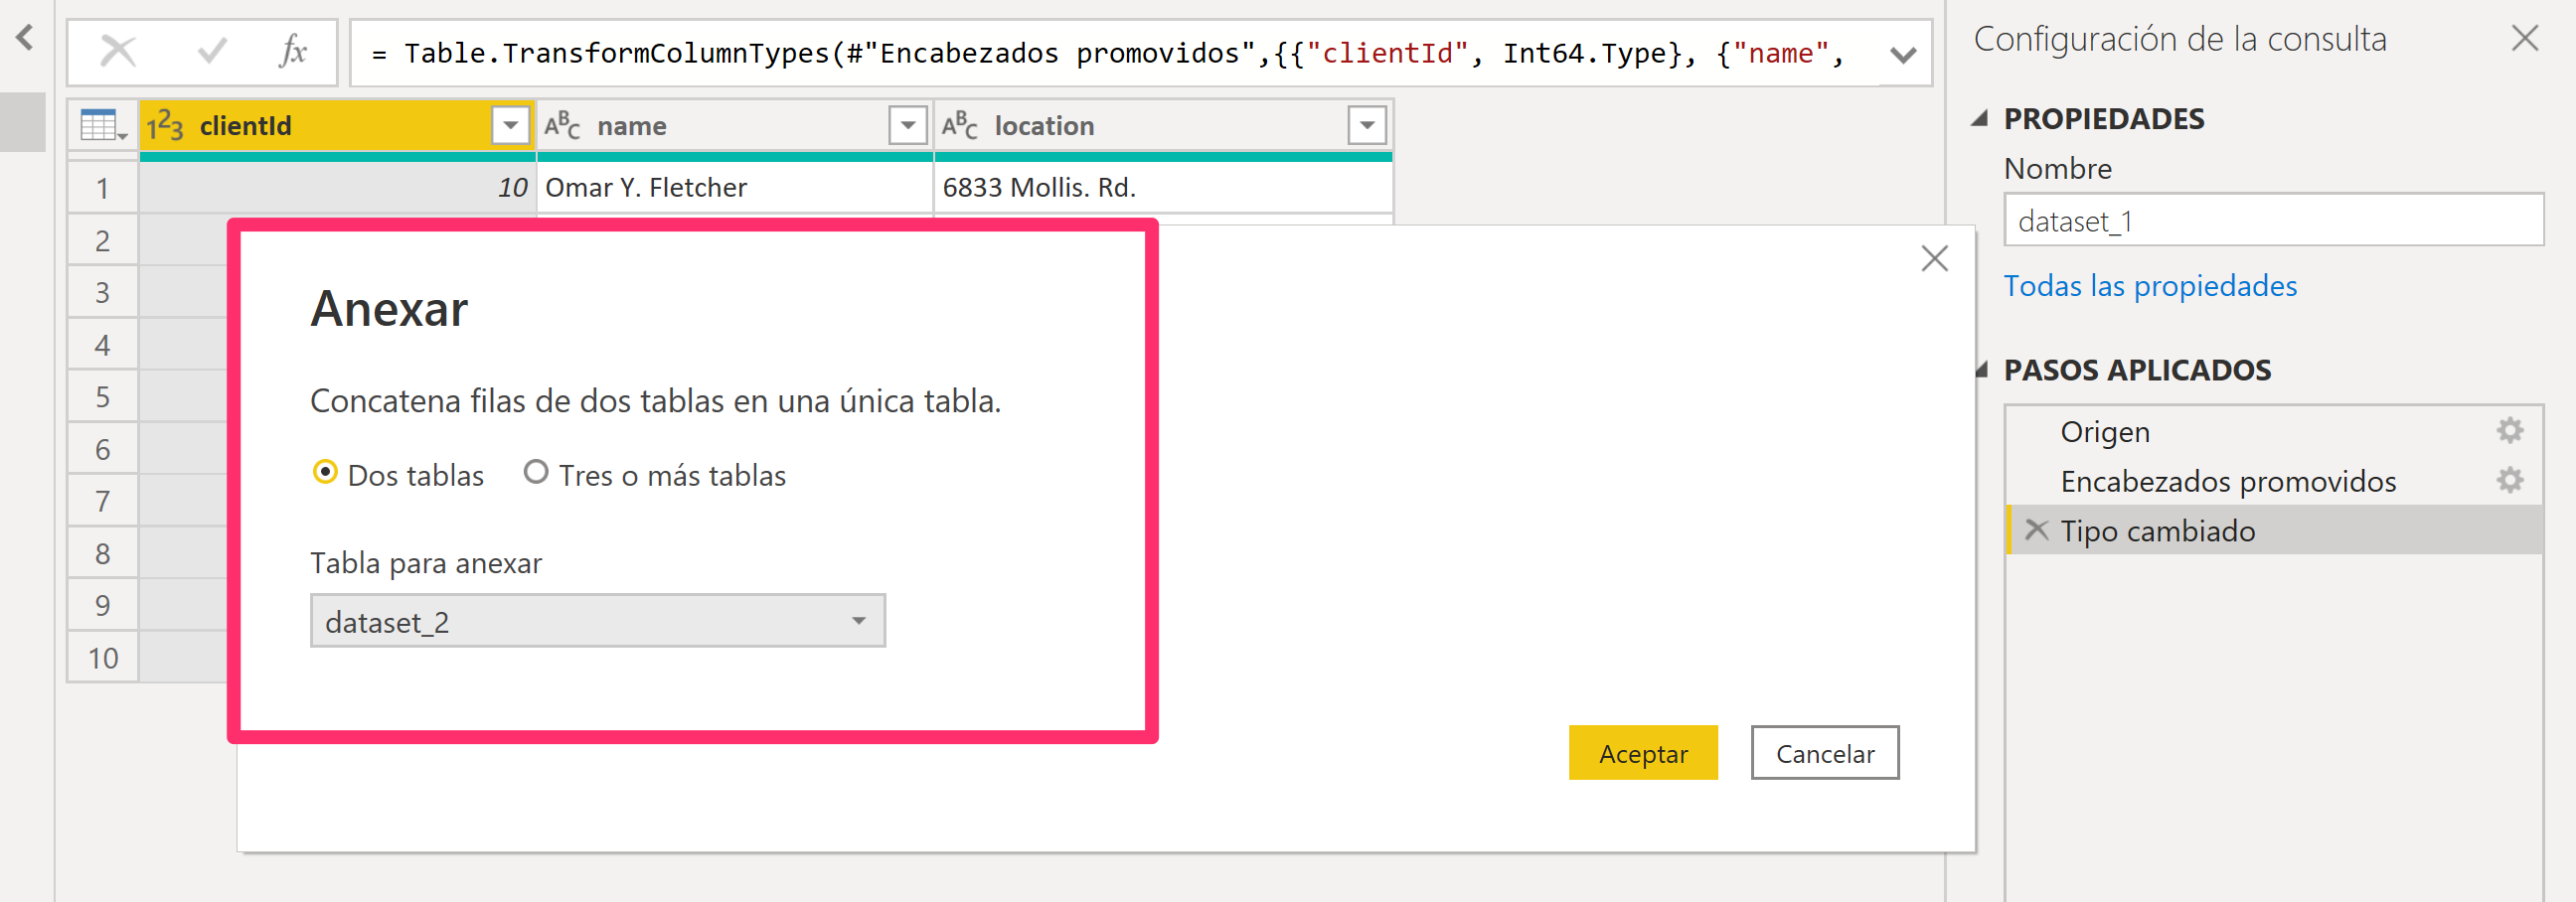 fx
= Table.TransformColumnTypes(#"Encabezados promovidos",{{"clientId", Int64.Type}, {"name",
123 clientId ABC name ABC location
1 10 Omar Y. Fletcher 6833 Mollis. Rd.
2
3
4
5
6
7
8
9
10
Anexar
Concatena filas de dos tablas en una única tabla.
Dos tablas Tres o más tablas
Tabla para anexar
dataset_2
Aceptar Cancelar
Configuración de la consulta
PROPIEDADES
Nombre
dataset_1
Todas las propiedades
PASOS APLICADOS
Origen
Encabezados promovidos
Tipo cambiado